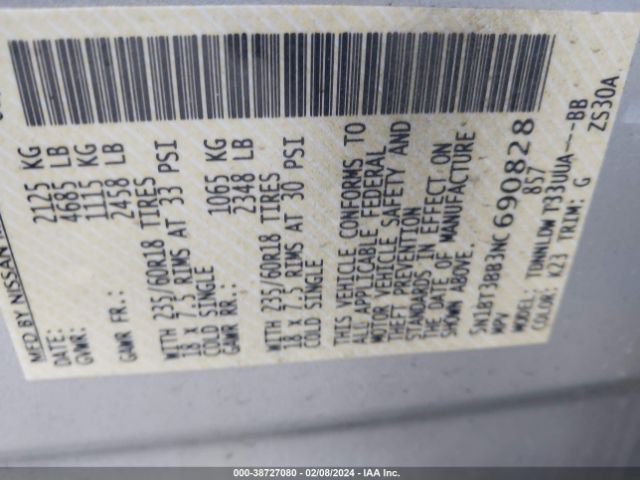 MFD BY NISSAN
DATE:
GVWR: 2125 KG
4685 LB
GAWR FR.: 1115 KG
2458 LB
WITH 235/60R18 TIRES
18 X 7.5 RIMS AT 33 PSI
COLD SINGLE
GAWR RR.: 1065 KG
2348 LB
WITH 235/60R18 TIRES
18 X 7.5 RIMS AT 30 PSI
COLD SINGLE
THIS VEHICLE CONFORMS TO
ALL APPLICABLE FEDERAL
MOTOR VEHICLE SAFETY AND
THEFT PREVENTION
STANDARDS IN EFFECT ON
THE DATE OF MANUFACTURE
SHOWN ABOVE.
5N1BT3BB3NC690828
MPV 857
MODEL: TDWNLDW T33UUA----BB
K23 TRIM: G ZS30A
000-38727080 - 02/08/2024 - IAA Inc.